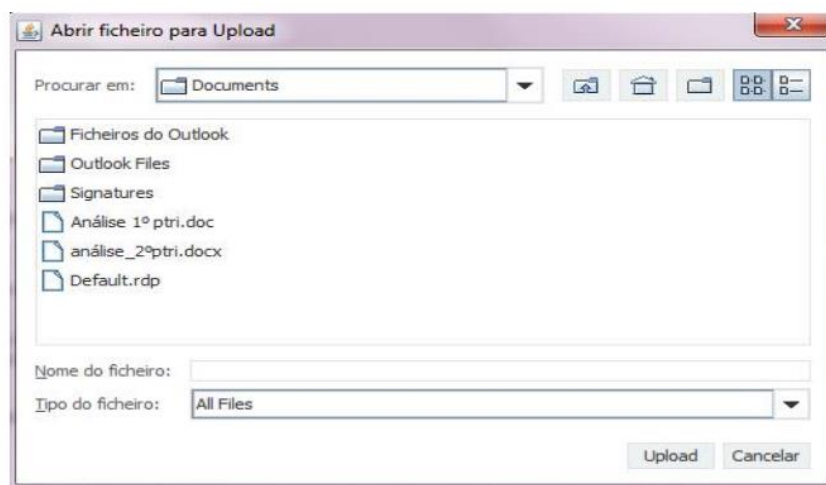 Abrir ficheiro para Upload
Procurar em: Documents
Ficheiros do Outlook
Outlook Files
Signatures
Análise 1º ptri.doc
análise_2ºptri.docx
Default.rdp
Nome do ficheiro:
Tipo do ficheiro: All Files
Upload Cancelar